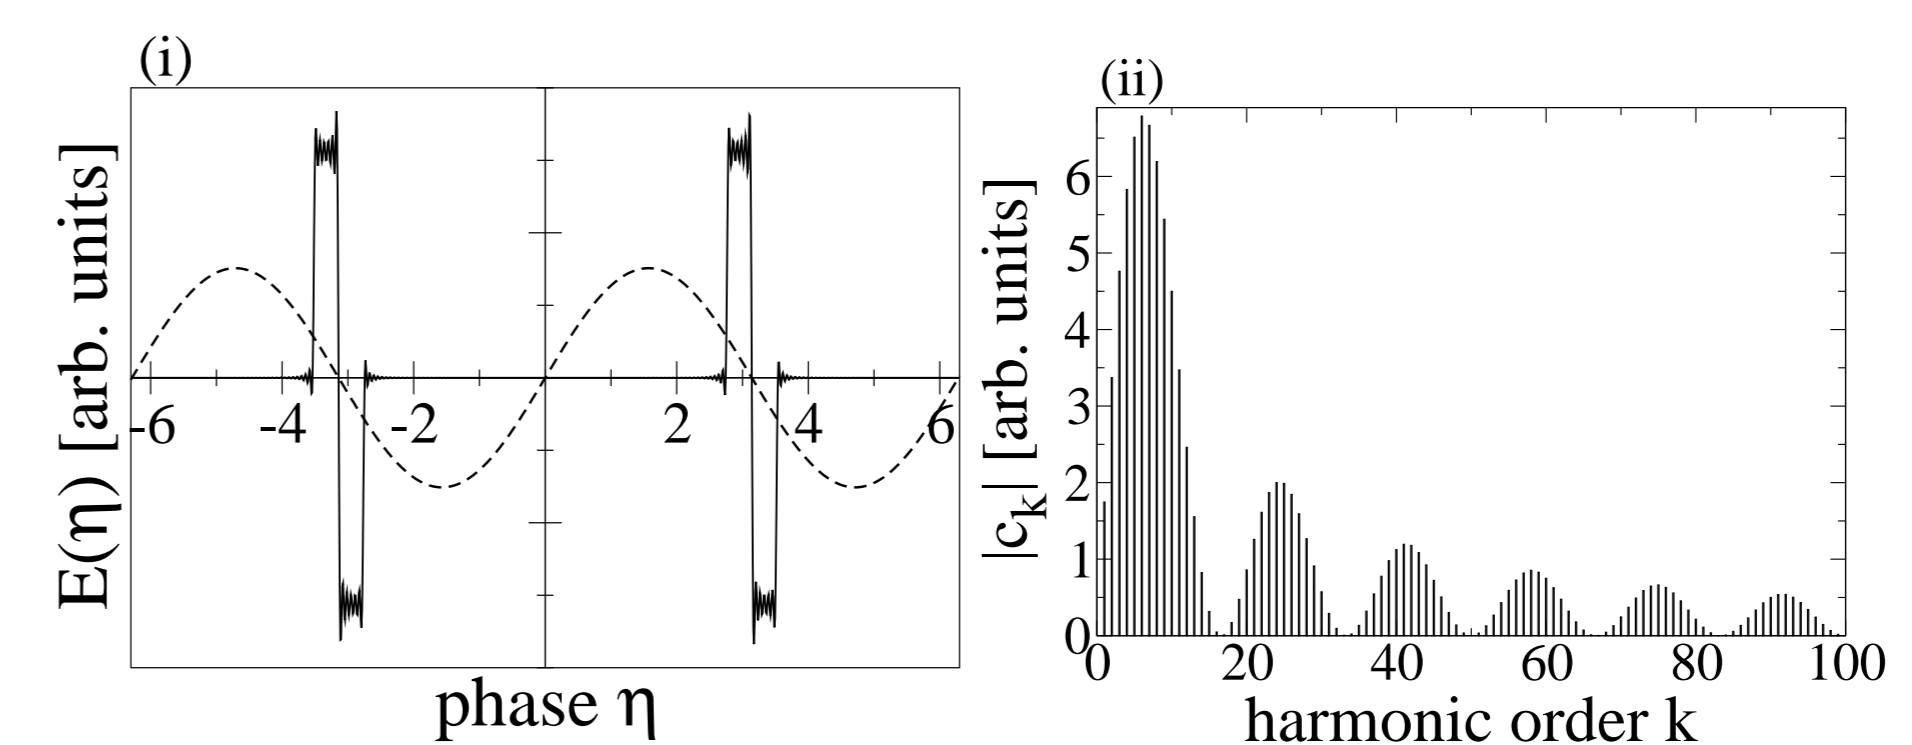 (i)
E(η) [arb. units]
-6 -4 -2 2 4 6
phase η
(ii)
|c_k| [arb. units]
6
5
4
3
2
1
0
0 20 40 60 80 100
harmonic order k